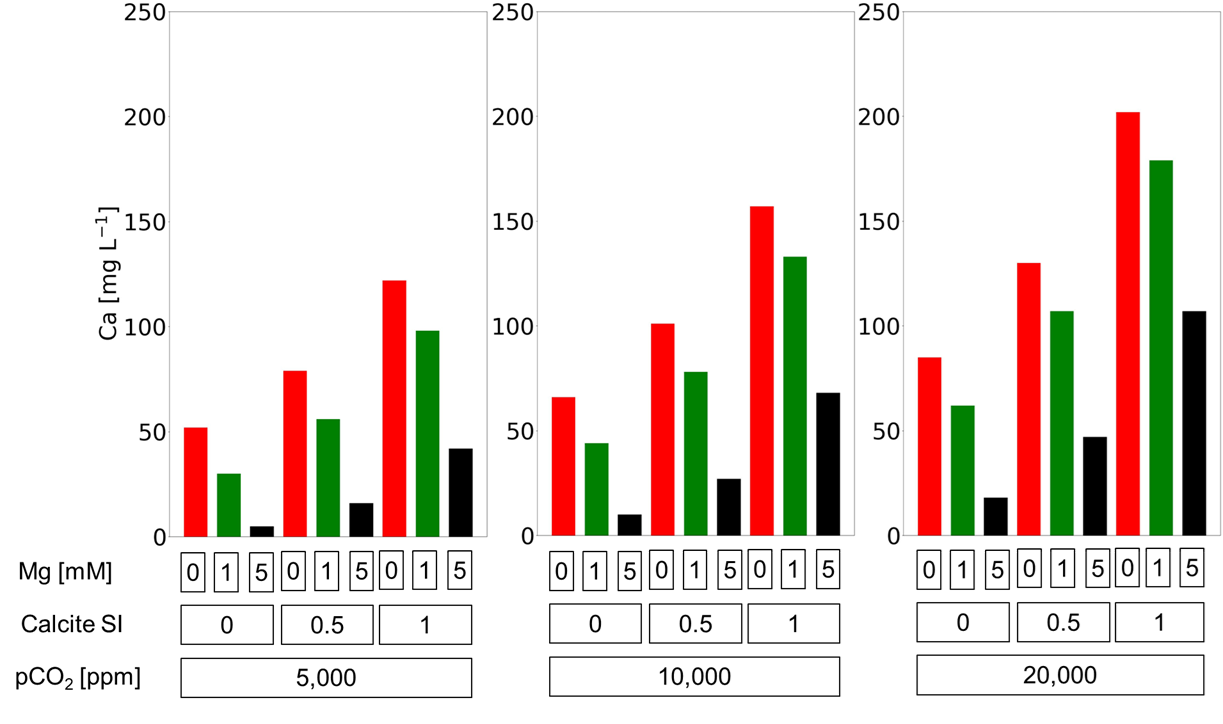 250 250 250
200 200 200
150 150 150
Ca [mg L⁻¹]
100 100 100
50 50 50
0 0 0
Mg [mM] 0 1 5 0 1 5 0 1 5 0 1 5 0 1 5 0 1 5 0 1 5 0 1 5 0 1 5
Calcite SI 0 0.5 1 0 0.5 1 0 0.5 1
pCO₂ [ppm] 5,000 10,000 20,000